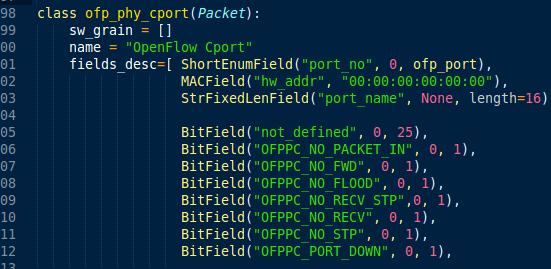 98 class ofp_phy_cport(Packet):
99 sw_grain = []
00 name = "OpenFlow Cport"
01 fields_desc=[ ShortEnumField("port_no", 0, ofp_port),
02 MACField("hw_addr", "00:00:00:00:00:00"),
03 StrFixedLenField("port_name", None, length=16)
04
05 BitField("not_defined", 0, 25),
06 BitField("OFPPC_NO_PACKET_IN", 0, 1),
07 BitField("OFPPC_NO_FWD", 0, 1),
08 BitField("OFPPC_NO_FLOOD", 0, 1),
09 BitField("OFPPC_NO_RECV_STP",0, 1),
10 BitField("OFPPC_NO_RECV", 0, 1),
11 BitField("OFPPC_NO_STP", 0, 1),
12 BitField("OFPPC_PORT_DOWN", 0, 1),
13